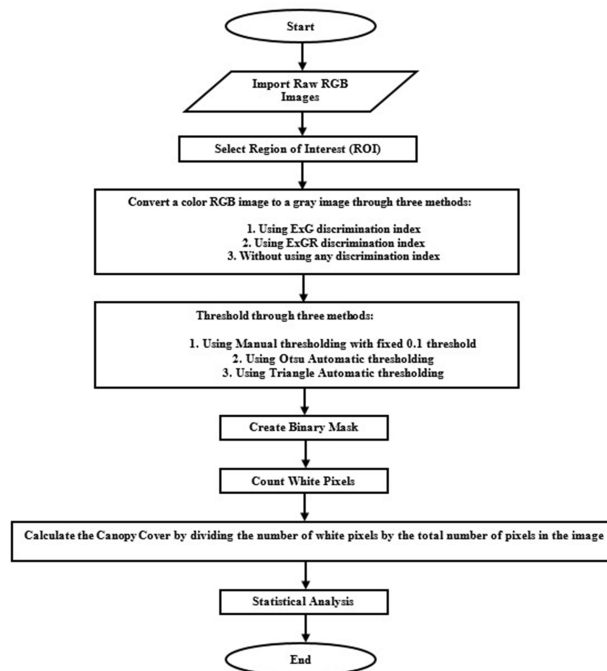 Start
Import Raw RGB
Images
Select Region of Interest (ROI)
Convert a color RGB image to a gray image through three methods:
1. Using ExG discrimination index
2. Using ExGR discrimination index
3. Without using any discrimination index
Threshold through three methods:
1. Using Manual thresholding with fixed 0.1 threshold
2. Using Otsu Automatic thresholding
3. Using Triangle Automatic thresholding
Create Binary Mask
Count White Pixels
Calculate the Canopy Cover by dividing the number of white pixels by the total number of pixels in the image
Statistical Analysis
End